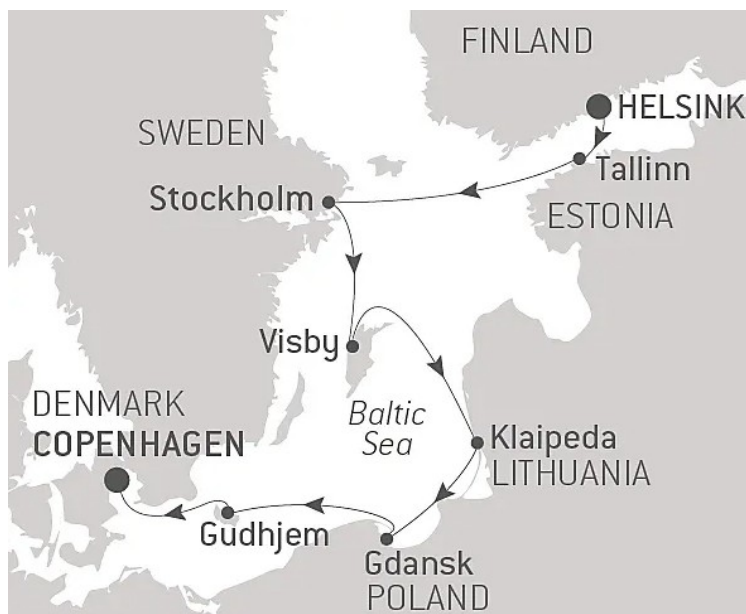 FINLAND
HELSINK
SWEDEN
Tallinn
Stockholm
ESTONIA
Visby
DENMARK
COPENHAGEN
Baltic
Sea
Klaipeda
LITHUANIA
Gudhjem
Gdansk
POLAND